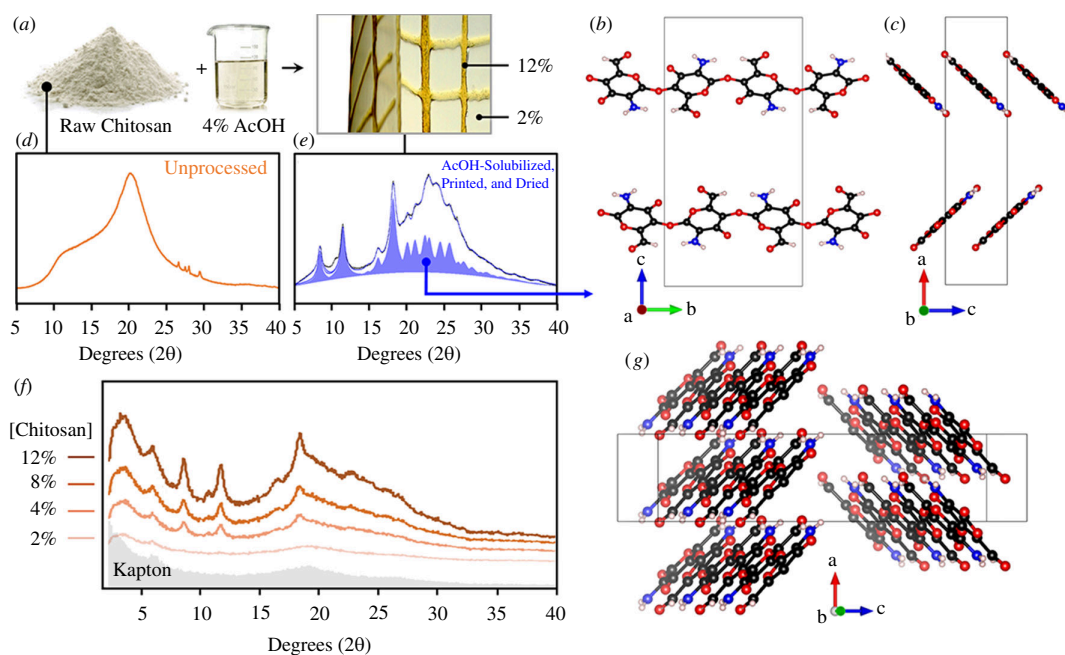 (a)
+
Raw Chitosan
4% AcOH
12%
2%
(b)
c
a
b
(c)
a
b
c
(d)
Unprocessed
5 10 15 20 25 30 35 40
Degrees (2θ)
(e)
AcOH-Solubilized,
Printed, and Dried
5 10 15 20 25 30 35 40
Degrees (2θ)
(f)
[Chitosan]
12%
8%
4%
2%
Kapton
5 10 15 20 25 30 35 40
Degrees (2θ)
(g)
a
b
c